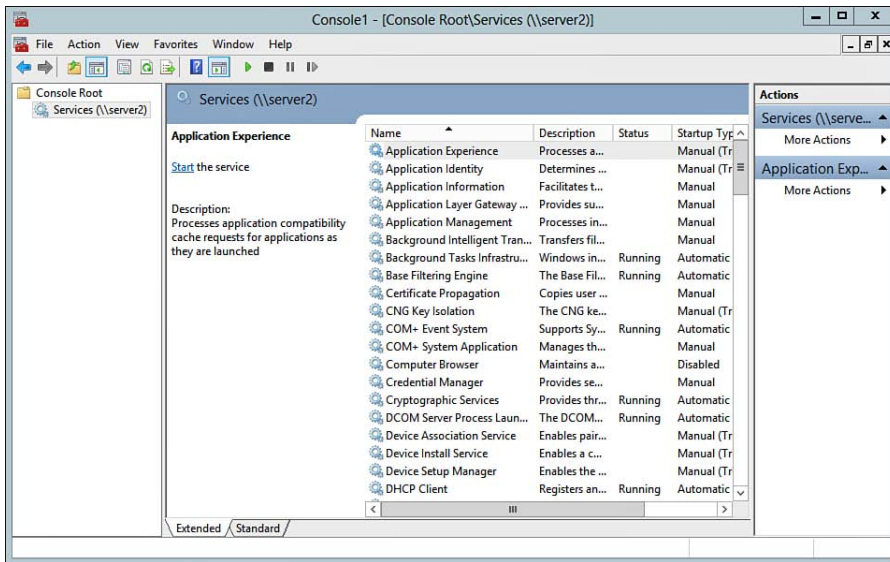 Console1 - [Console Root\Services (\\server2)]
File Action View Favorites Window Help
Console Root
Services (\\server2)
Services (\\server2)
Application Experience
Start the service
Description:
Processes application compatibility
cache requests for applications as
they are launched
Name Description Status Startup Typ
Application Experience Processes a... Manual (Tr
Application Identity Determines ... Manual (Tr
Application Information Facilitates t... Manual
Application Layer Gateway ... Provides su... Manual
Application Management Processes in... Manual
Background Intelligent Tran... Transfers fil... Manual
Background Tasks Infrastru... Windows in... Running Automatic
Base Filtering Engine The Base Fil... Running Automatic
Certificate Propagation Copies user ... Manual
CNG Key Isolation The CNG ke... Manual (Tr
COM+ Event System Supports Sy... Running Automatic
COM+ System Application Manages th... Manual
Computer Browser Maintains a... Disabled
Credential Manager Provides se... Manual
Cryptographic Services Provides thr... Running Automatic
DCOM Server Process Laun... The DCOM... Running Automatic
Device Association Service Enables pair... Manual (Tr
Device Install Service Enables a c... Manual (Tr
Device Setup Manager Enables the ... Manual (Tr
DHCP Client Registers an... Running Automatic
Extended Standard
Actions
Services (\\serve...
More Actions
Application Exp...
More Actions